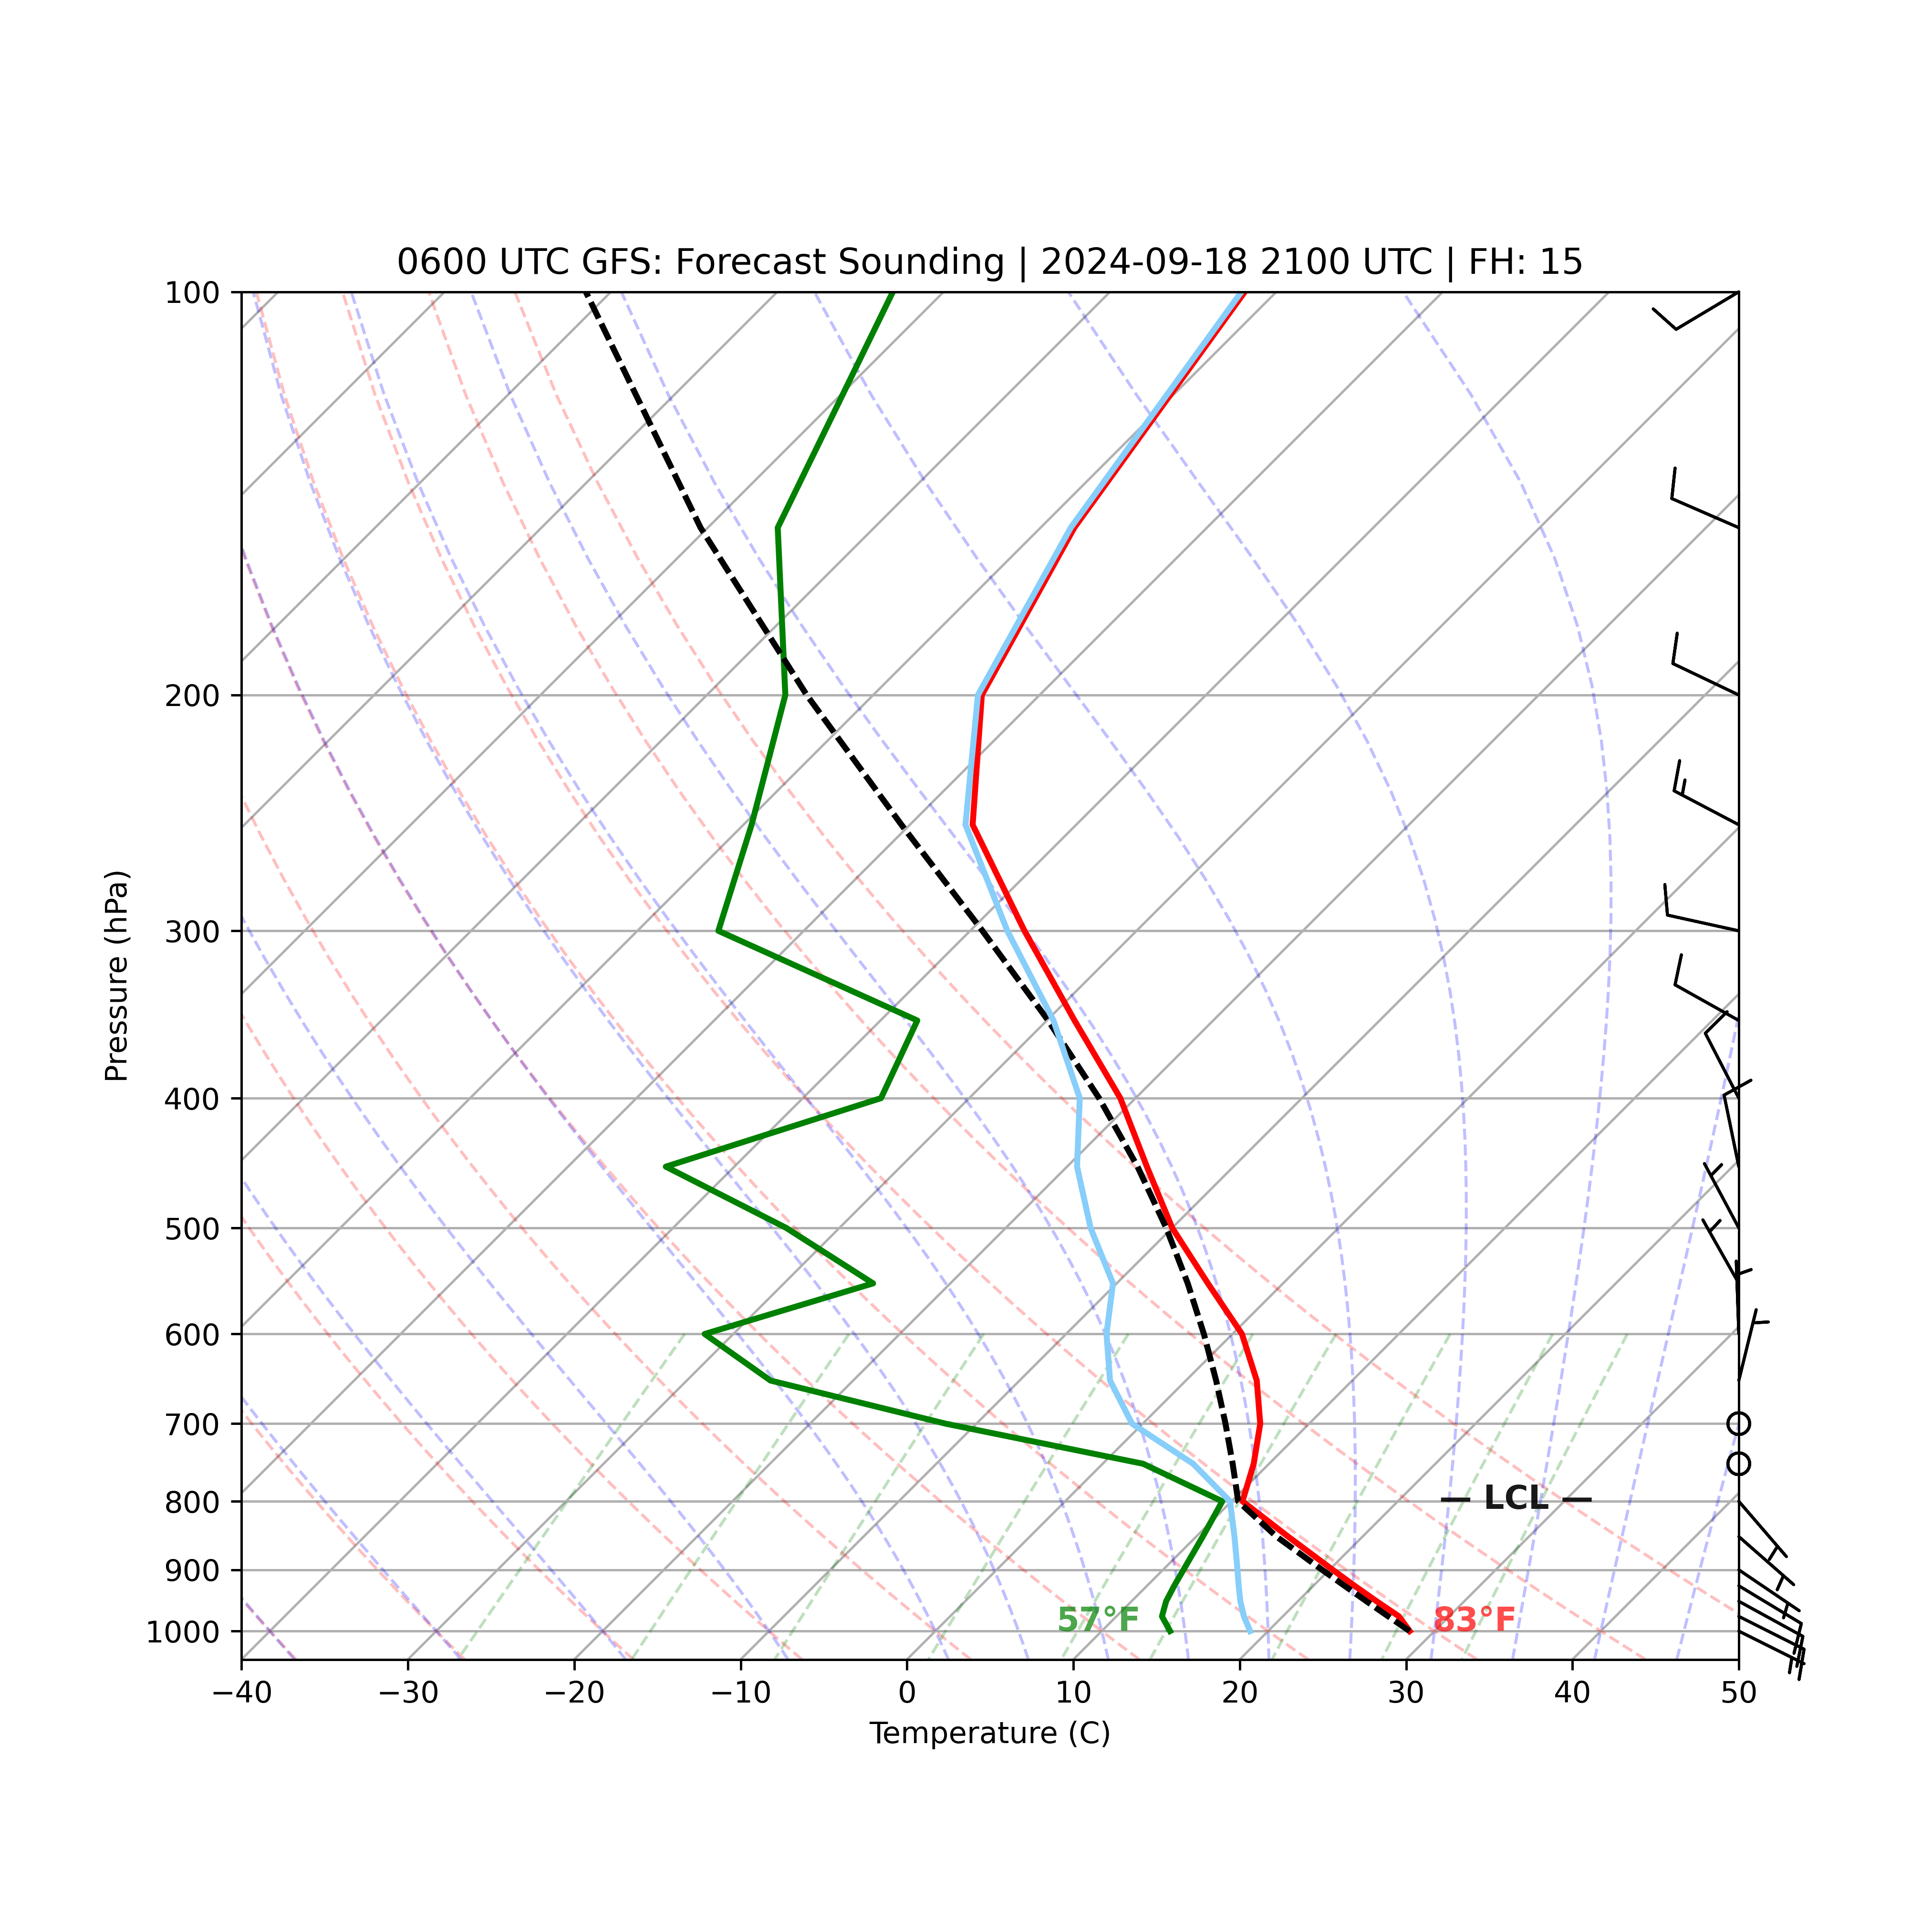 0600 UTC GFS: Forecast Sounding | 2024-09-18 2100 UTC | FH: 15
100
200
300
400
500
600
700
800
900
1000
Pressure (hPa)
— LCL —
57°F
83°F
−40 −30 −20 −10 0 10 20 30 40 50
Temperature (C)